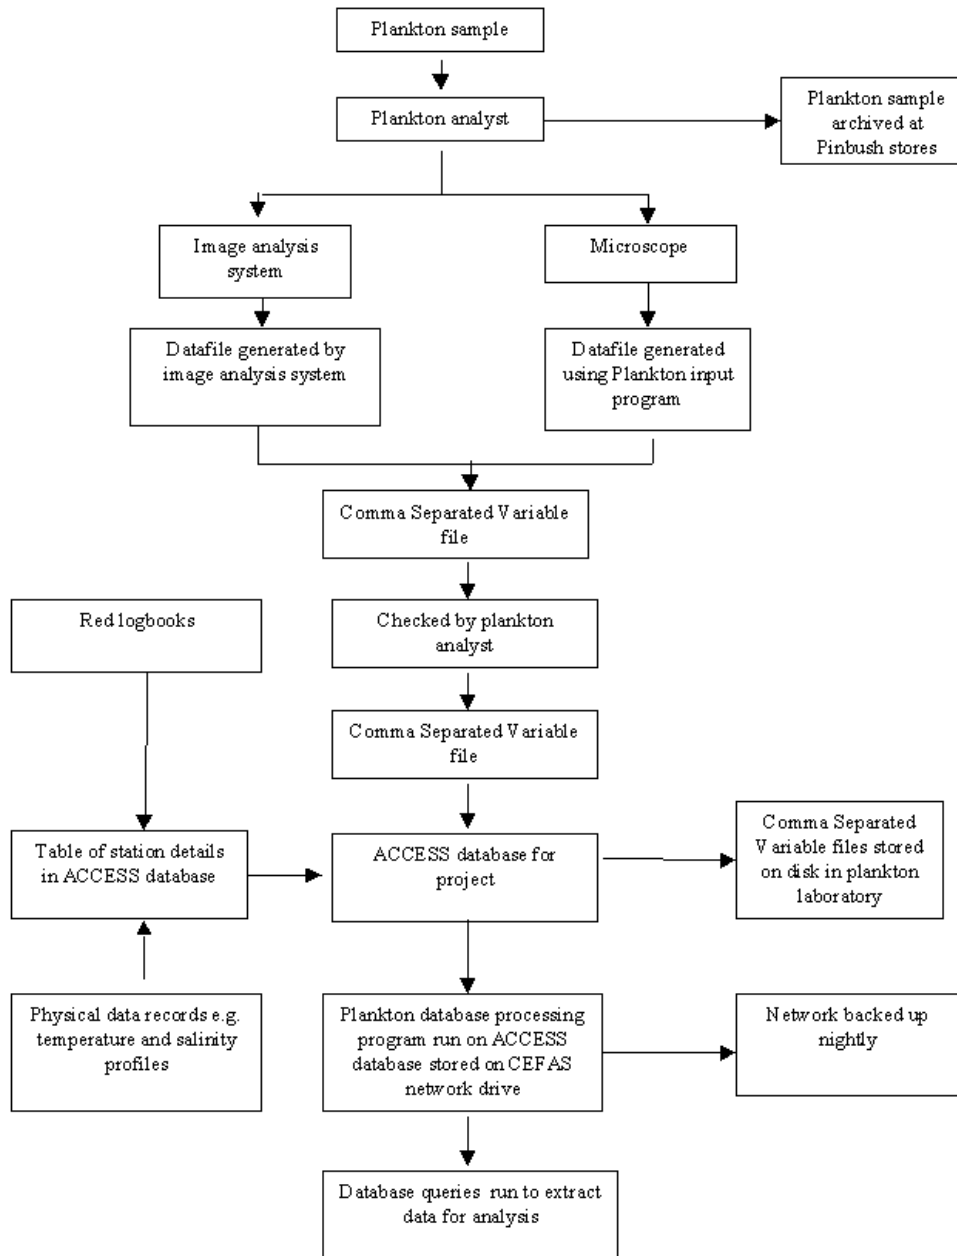 Plankton sample
Plankton analyst
Plankton sample
archived at
Pinbush stores
Image analysis
system
Microscope
Datafile generated by
image analysis system
Datafile generated
using Plankton input
program
Comma Separated Variable
file
Red logbooks
Checked by plankton
analyst
Comma Separated Variable
file
Table of station details
in ACCESS database
ACCESS database for
project
Comma Separated
Variable files stored
on disk in plankton
laboratory
Physical data records e.g.
temperature and salinity
profiles
Plankton database processing
program run on ACCESS
database stored on CEFAS
network drive
Network backed up
nightly
Database queries run to extract
data for analysis